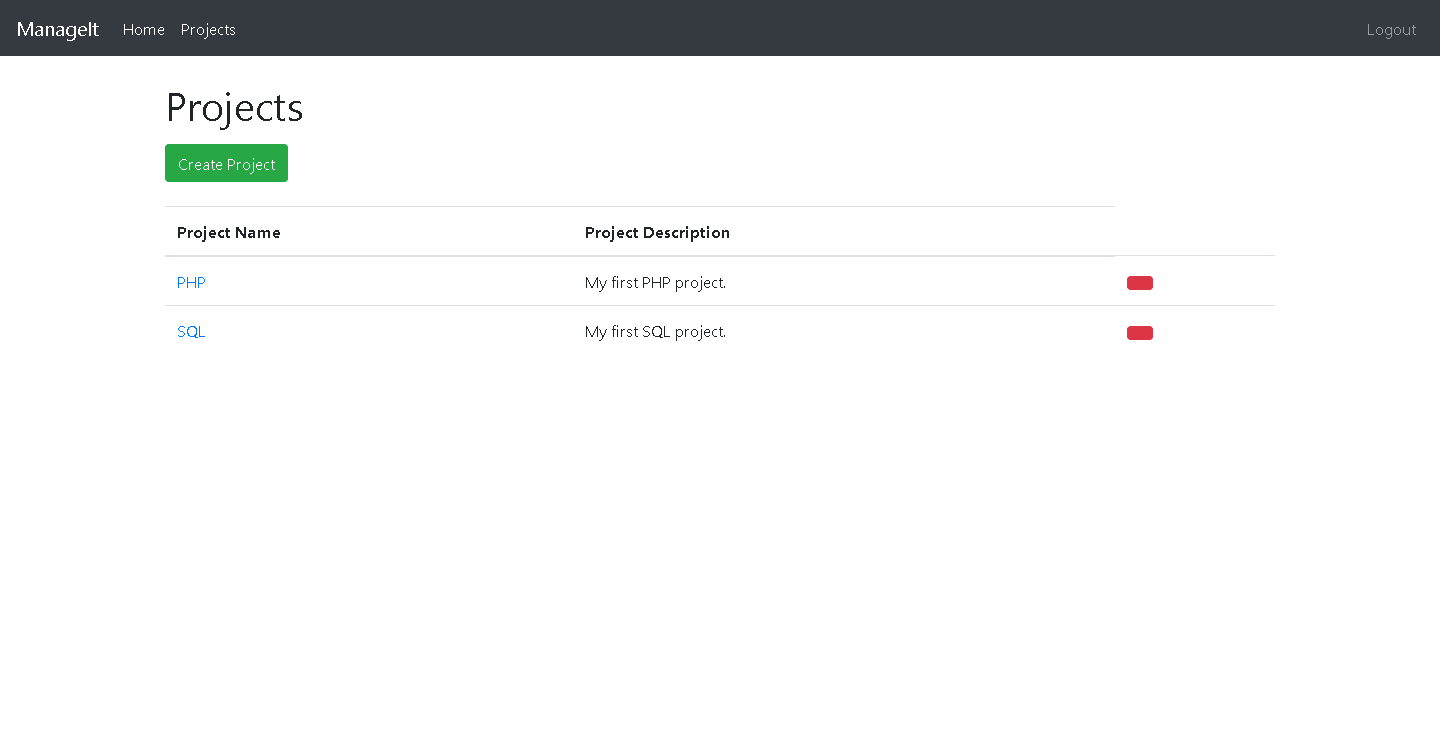 ManageIt Home Projects Logout
Projects
Create Project
Project Name Project Description
PHP My first PHP project.
SQL My first SQL project.